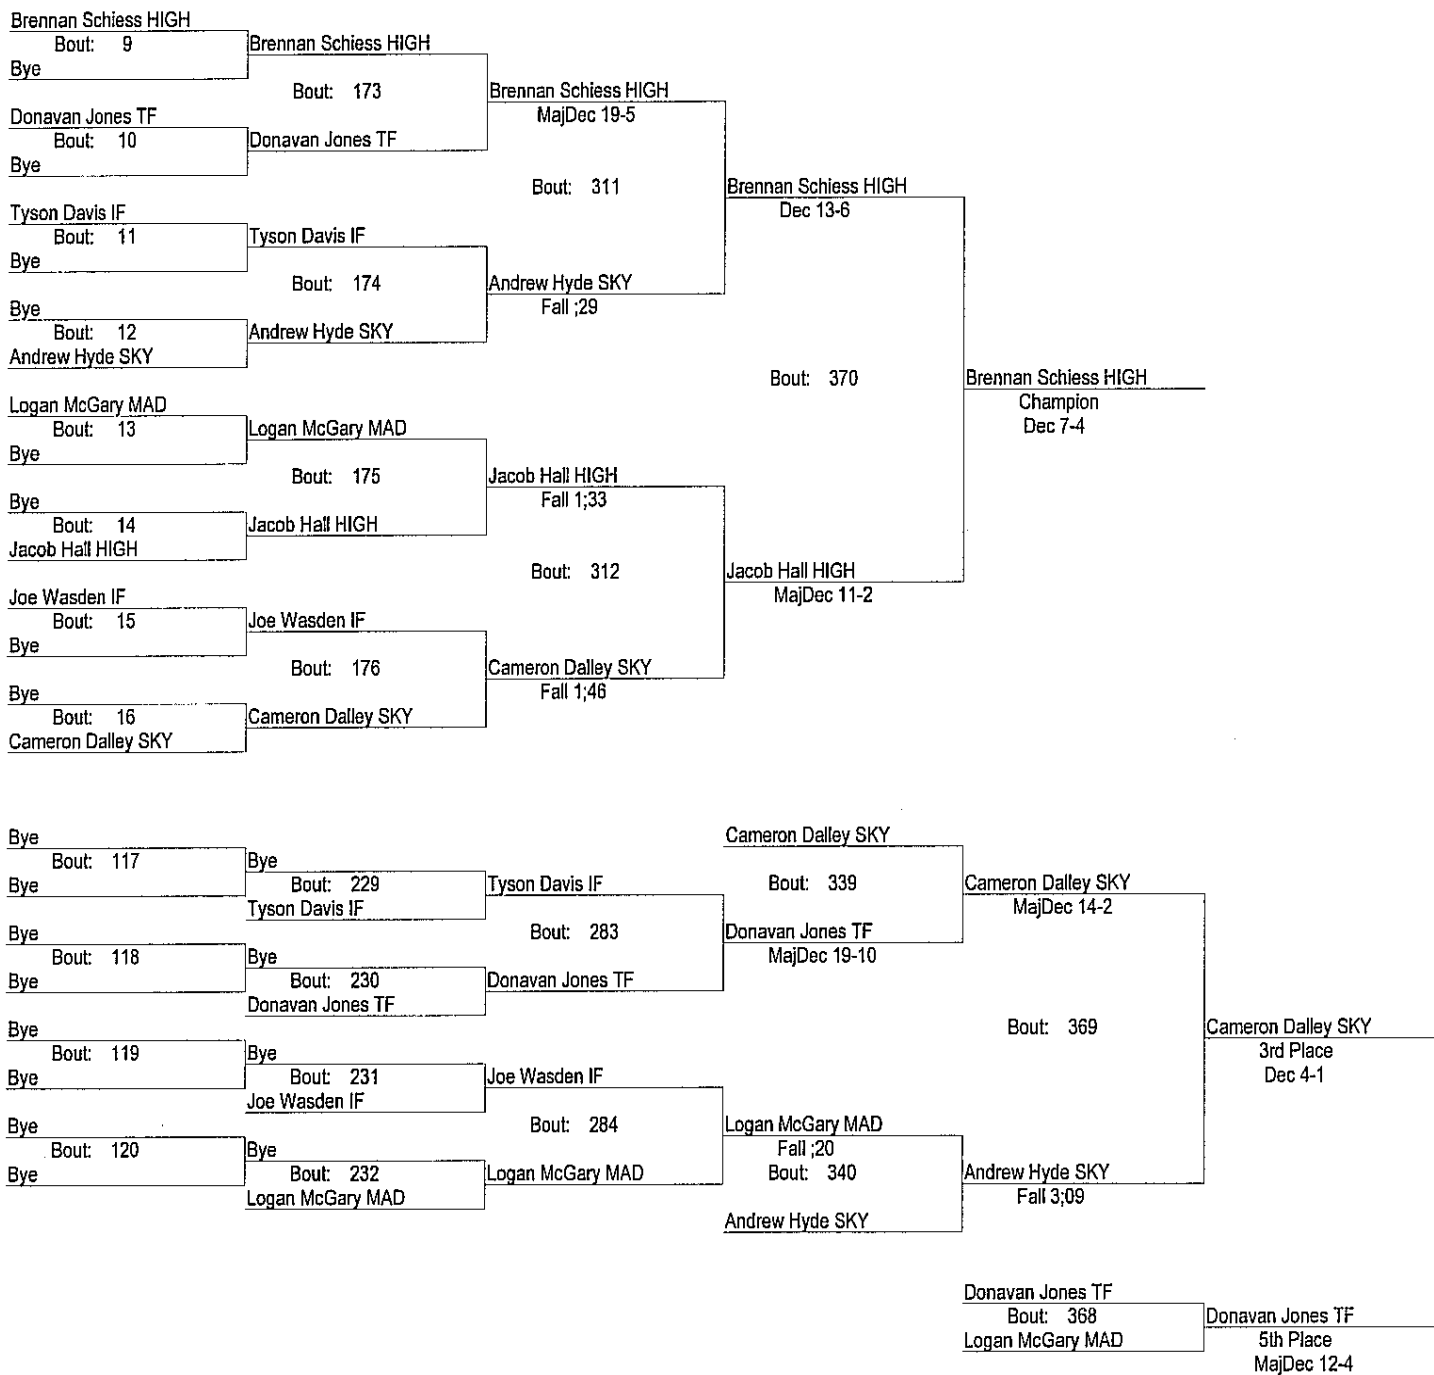 Brennan Schiess HIGH
Bout: 9
Bye
Brennan Schiess HIGH
Bout: 173
Donavan Jones TF
Bout: 10
Bye
Donavan Jones TF
Brennan Schiess HIGH
MajDec 19-5
Bout: 311
Tyson Davis IF
Bout: 11
Bye
Tyson Davis IF
Bout: 174
Bye
Bout: 12
Andrew Hyde SKY
Andrew Hyde SKY
Andrew Hyde SKY
Fall ;29
Brennan Schiess HIGH
Dec 13-6
Bout: 370
Logan McGary MAD
Bout: 13
Bye
Logan McGary MAD
Bout: 175
Bye
Bout: 14
Jacob Hall HIGH
Jacob Hall HIGH
Jacob Hall HIGH
Fall 1;33
Bout: 312
Joe Wasden IF
Bout: 15
Bye
Joe Wasden IF
Bout: 176
Bye
Bout: 16
Cameron Dalley SKY
Cameron Dalley SKY
Cameron Dalley SKY
Fall 1;46
Jacob Hall HIGH
MajDec 11-2
Brennan Schiess HIGH
Champion
Dec 7-4
Bye
Bout: 117
Bye
Bye
Bout: 229
Tyson Davis IF
Tyson Davis IF
Bout: 283
Bye
Bout: 118
Bye
Bye
Bout: 230
Donavan Jones TF
Donavan Jones TF
Cameron Dalley SKY
Bout: 339
Donavan Jones TF
MajDec 19-10
Cameron Dalley SKY
MajDec 14-2
Bout: 369
Bye
Bout: 119
Bye
Bye
Bout: 231
Joe Wasden IF
Joe Wasden IF
Bout: 284
Bye
Bout: 120
Bye
Bye
Bout: 232
Logan McGary MAD
Logan McGary MAD
Logan McGary MAD
Fall ;20
Bout: 340
Andrew Hyde SKY
Andrew Hyde SKY
Fall 3;09
Cameron Dalley SKY
3rd Place
Dec 4-1
Donavan Jones TF
Bout: 368
Logan McGary MAD
Donavan Jones TF
5th Place
MajDec 12-4